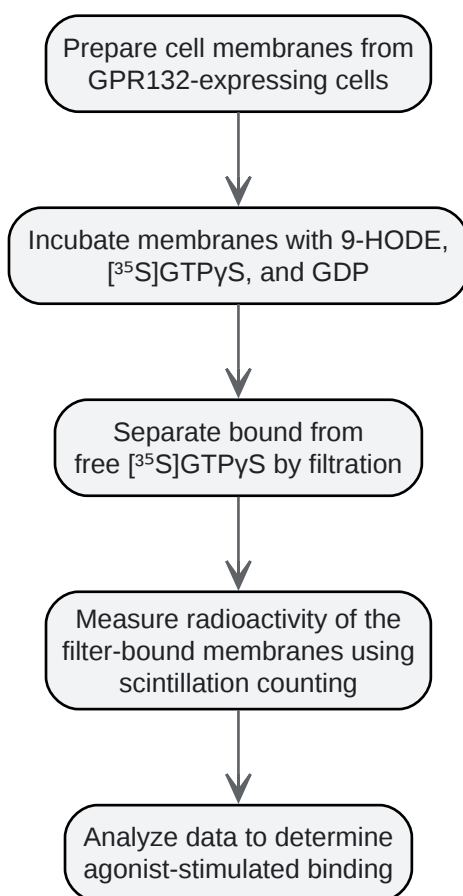 Prepare cell membranes from
GPR132-expressing cells
Incubate membranes with 9-HODE,
[³⁵S]GTPγS, and GDP
Separate bound from
free [³⁵S]GTPγS by filtration
Measure radioactivity of the
filter-bound membranes using
scintillation counting
Analyze data to determine
agonist-stimulated binding